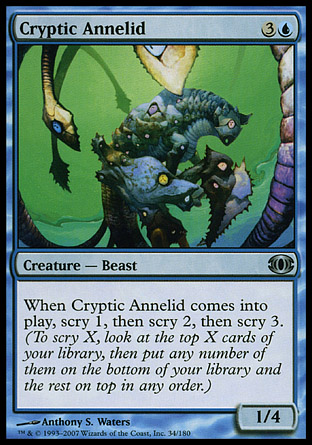 Cryptic Annelid 3
Creature — Beast
When Cryptic Annelid comes into
play, scry 1, then scry 2, then scry 3.
(To scry X, look at the top X cards of
your library, then put any number of
them on the bottom of your library and
the rest on top in any order.)
Anthony S. Waters
™ & © 1993–2007 Wizards of the Coast, Inc. 34/180
1/4